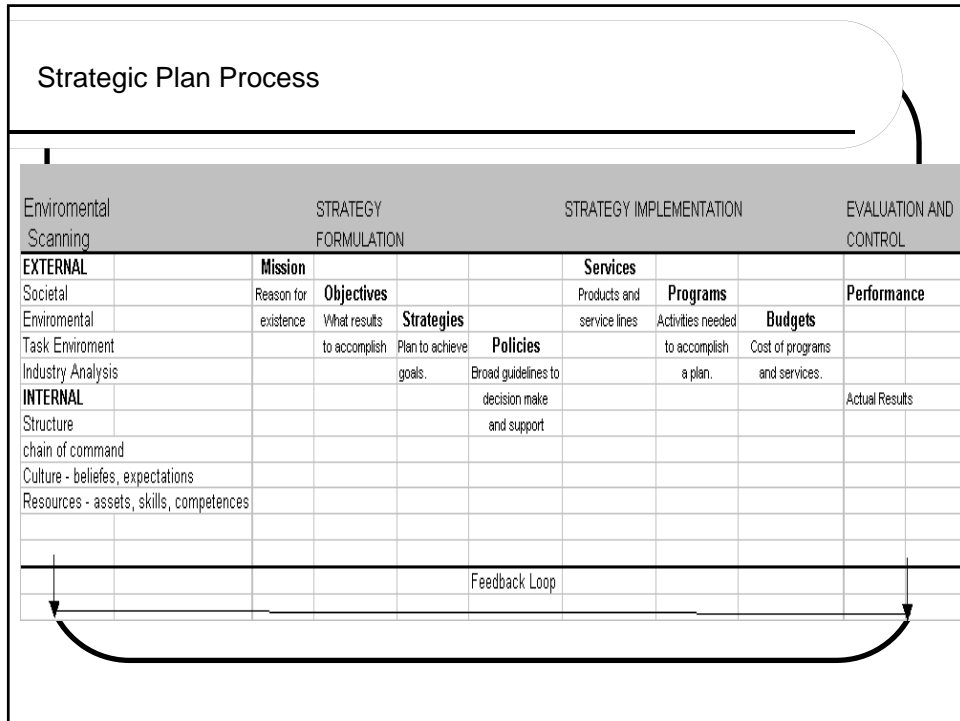 Strategic Plan Process
Enviromental STRATEGY STRATEGY IMPLEMENTATION EVALUATION AND
Scanning FORMULATION CONTROL
EXTERNAL Mission Services
Societal Reason for Objectives Products and Programs Performance
Enviromental existence What results Strategies service lines Activities needed Budgets
Task Enviroment to accomplish Plan to achieve Policies to accomplish Cost of programs
Industry Analysis goals. Broad guidelines to a plan. and services.
INTERNAL decision make Actual Results
Structure and support
chain of command
Culture - beliefes, expectations
Resources - assets, skills, competences
Feedback Loop